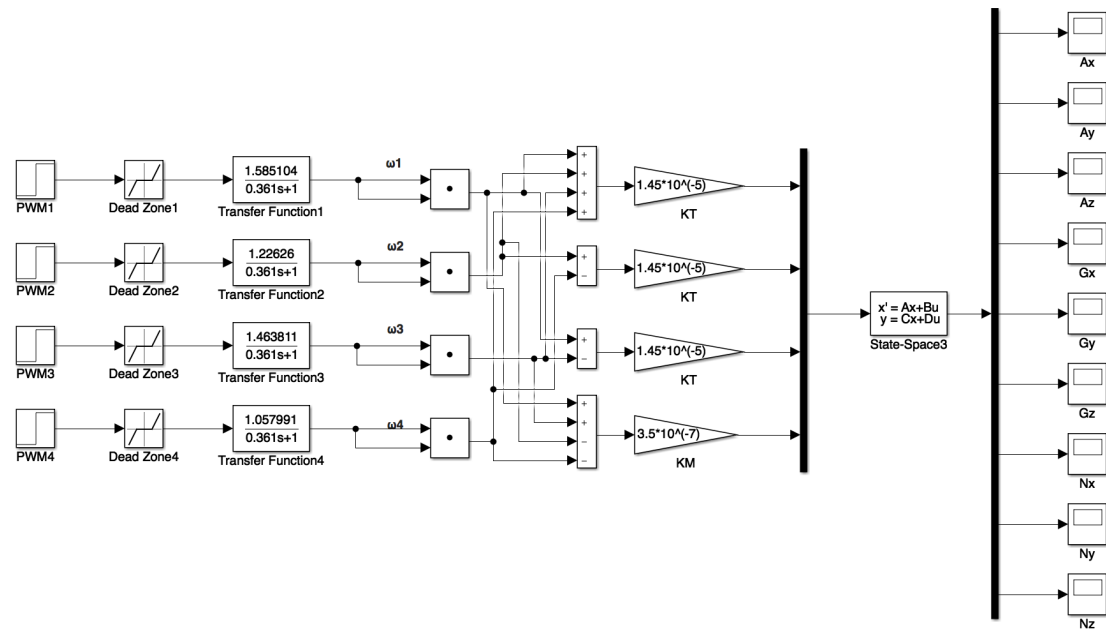 Ax
Ay
Az
Gx
Gy
Gz
Nx
Ny
Nz
PWM1
Dead Zone1
1.585104
0.361s+1
Transfer Function1
ω1
+
+
+
+
1.45*10^(-5)
KT
PWM2
Dead Zone2
1.22626
0.361s+1
Transfer Function2
ω2
+
−
1.45*10^(-5)
KT
x' = Ax+Bu
y = Cx+Du
State-Space3
PWM3
Dead Zone3
1.463811
0.361s+1
Transfer Function3
ω3
+
−
1.45*10^(-5)
KT
PWM4
Dead Zone4
1.057991
0.361s+1
Transfer Function4
ω4
+
+
−
−
3.5*10^(-7)
KM